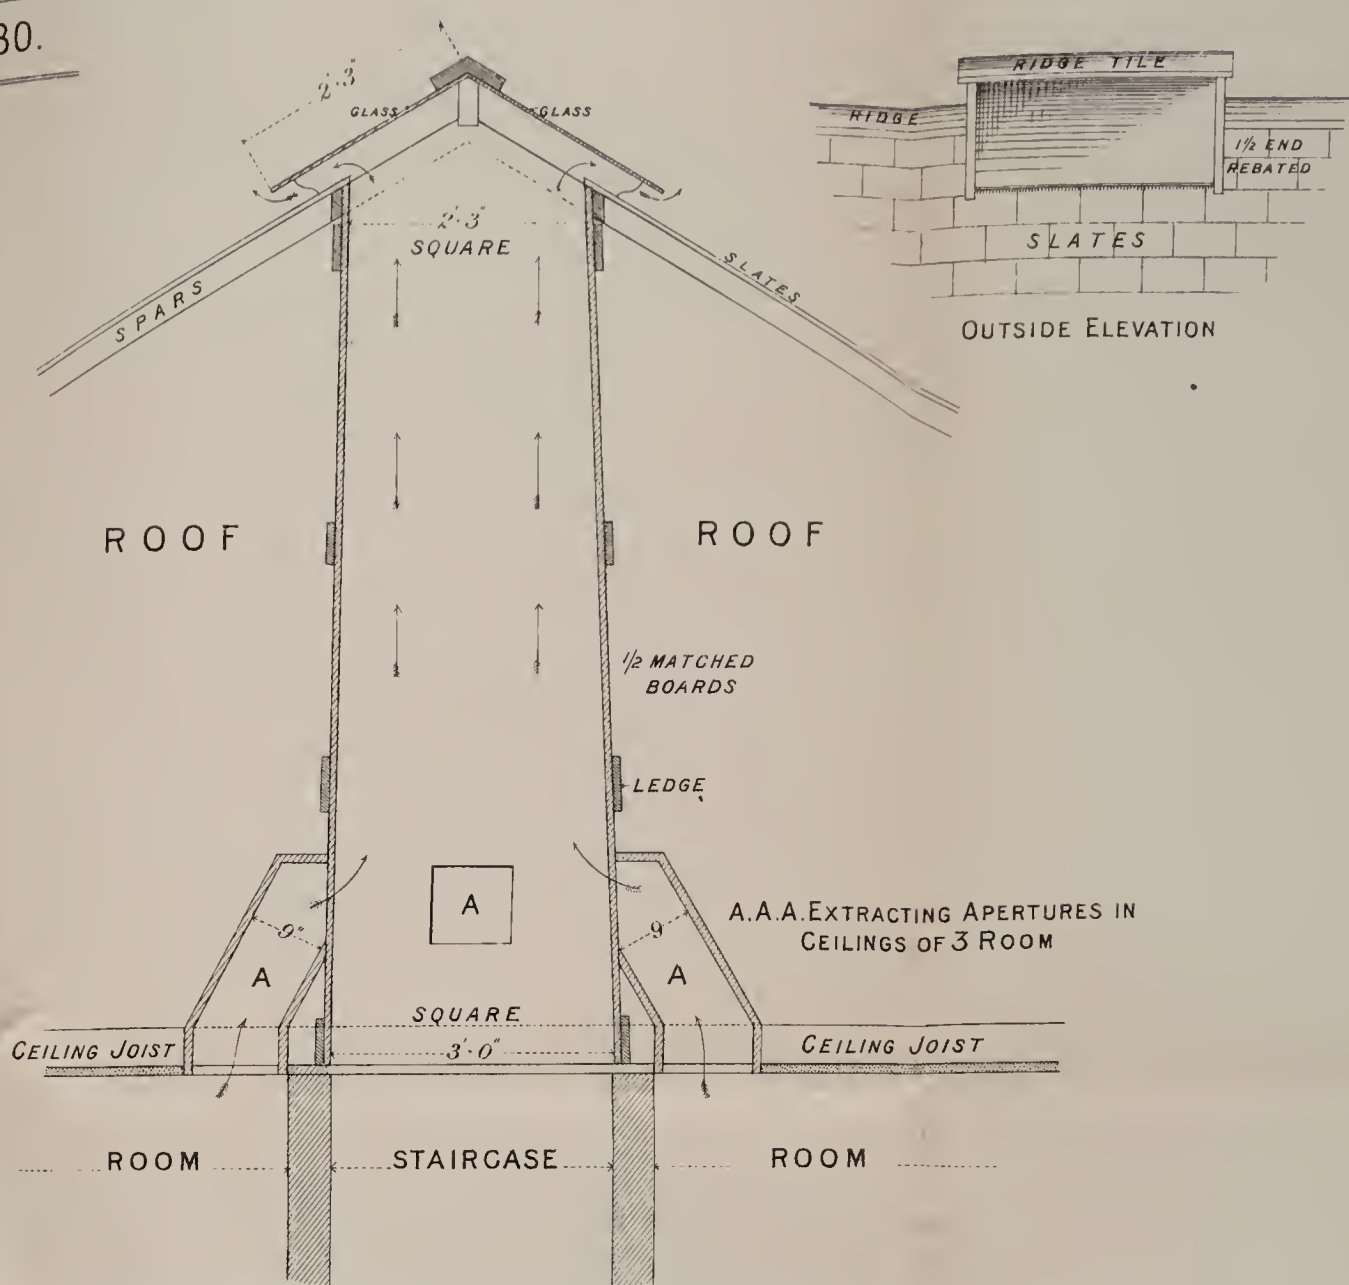 30.
2'·3"
GLASS
GLASS
2'·3"
SQUARE
SPARS
SLATES
RIDGE TILE
RIDGE
1½ END
REBATED
SLATES
OUTSIDE ELEVATION
ROOF
ROOF
½ MATCHED
BOARDS
LEDGE
A
A.A.A. EXTRACTING APERTURES IN
CEILINGS OF 3 ROOM
9"
9
A
A
SQUARE
CEILING JOIST
3'·0"
CEILING JOIST
ROOM
STAIRCASE
ROOM